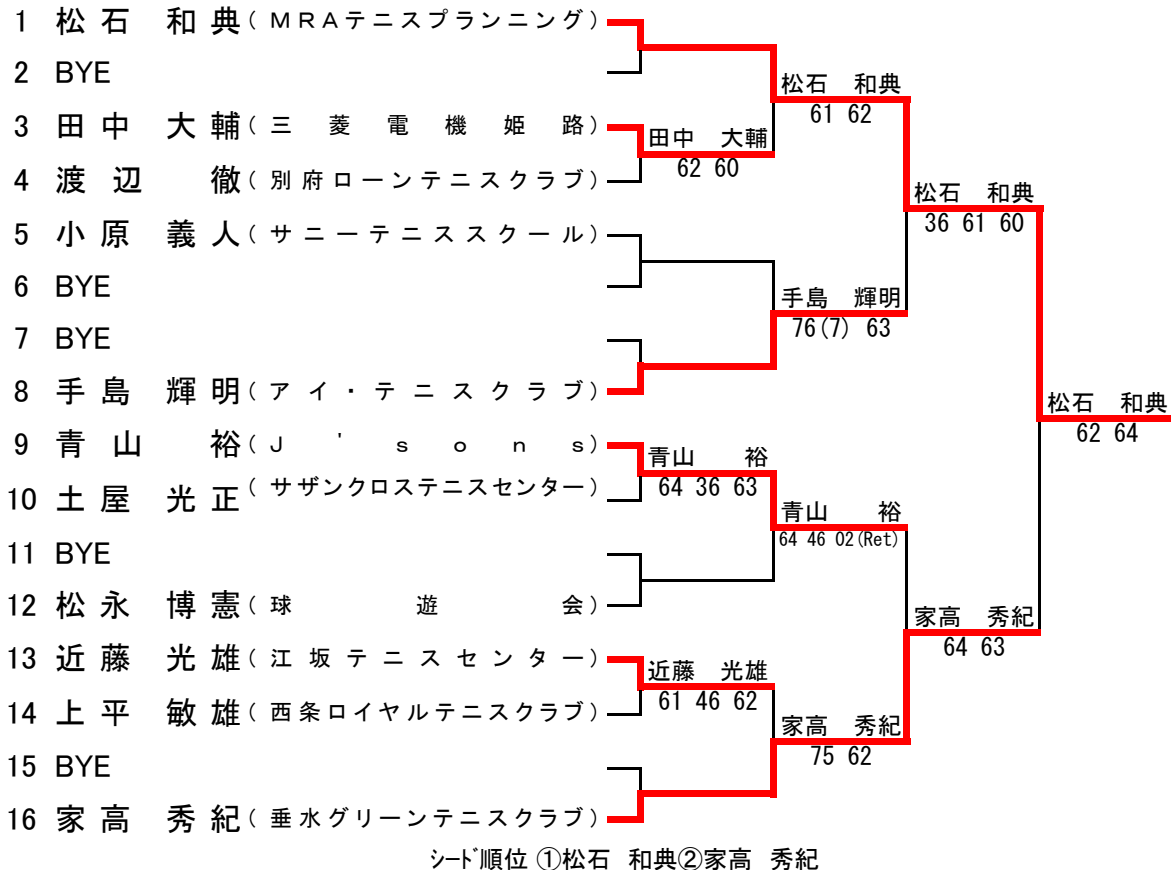 1 松石 和典 (MRAテニスプランニング)
2 BYE
松石 和典
61 62
3 田中 大輔 (三菱電機姫路)
田中 大輔
62 60
4 渡辺 徹 (別府ローンテニスクラブ)
松石 和典
36 61 60
5 小原 義人 (サニーテニススクール)
6 BYE
手島 輝明
76(7) 63
7 BYE
8 手島 輝明 (アイ・テニスクラブ)
松石 和典
62 64
9 青山 裕 (J'sons)
青山 裕
64 36 63
10 土屋 光正 (サザンクロステニスセンター)
青山 裕
64 46 02(Ret)
11 BYE
12 松永 博憲 (球遊会)
家高 秀紀
64 63
13 近藤 光雄 (江坂テニスセンター)
近藤 光雄
61 46 62
14 上平 敏雄 (西条ロイヤルテニスクラブ)
家高 秀紀
75 62
15 BYE
16 家高 秀紀 (垂水グリーンテニスクラブ)
シード順位 ①松石 和典②家高 秀紀